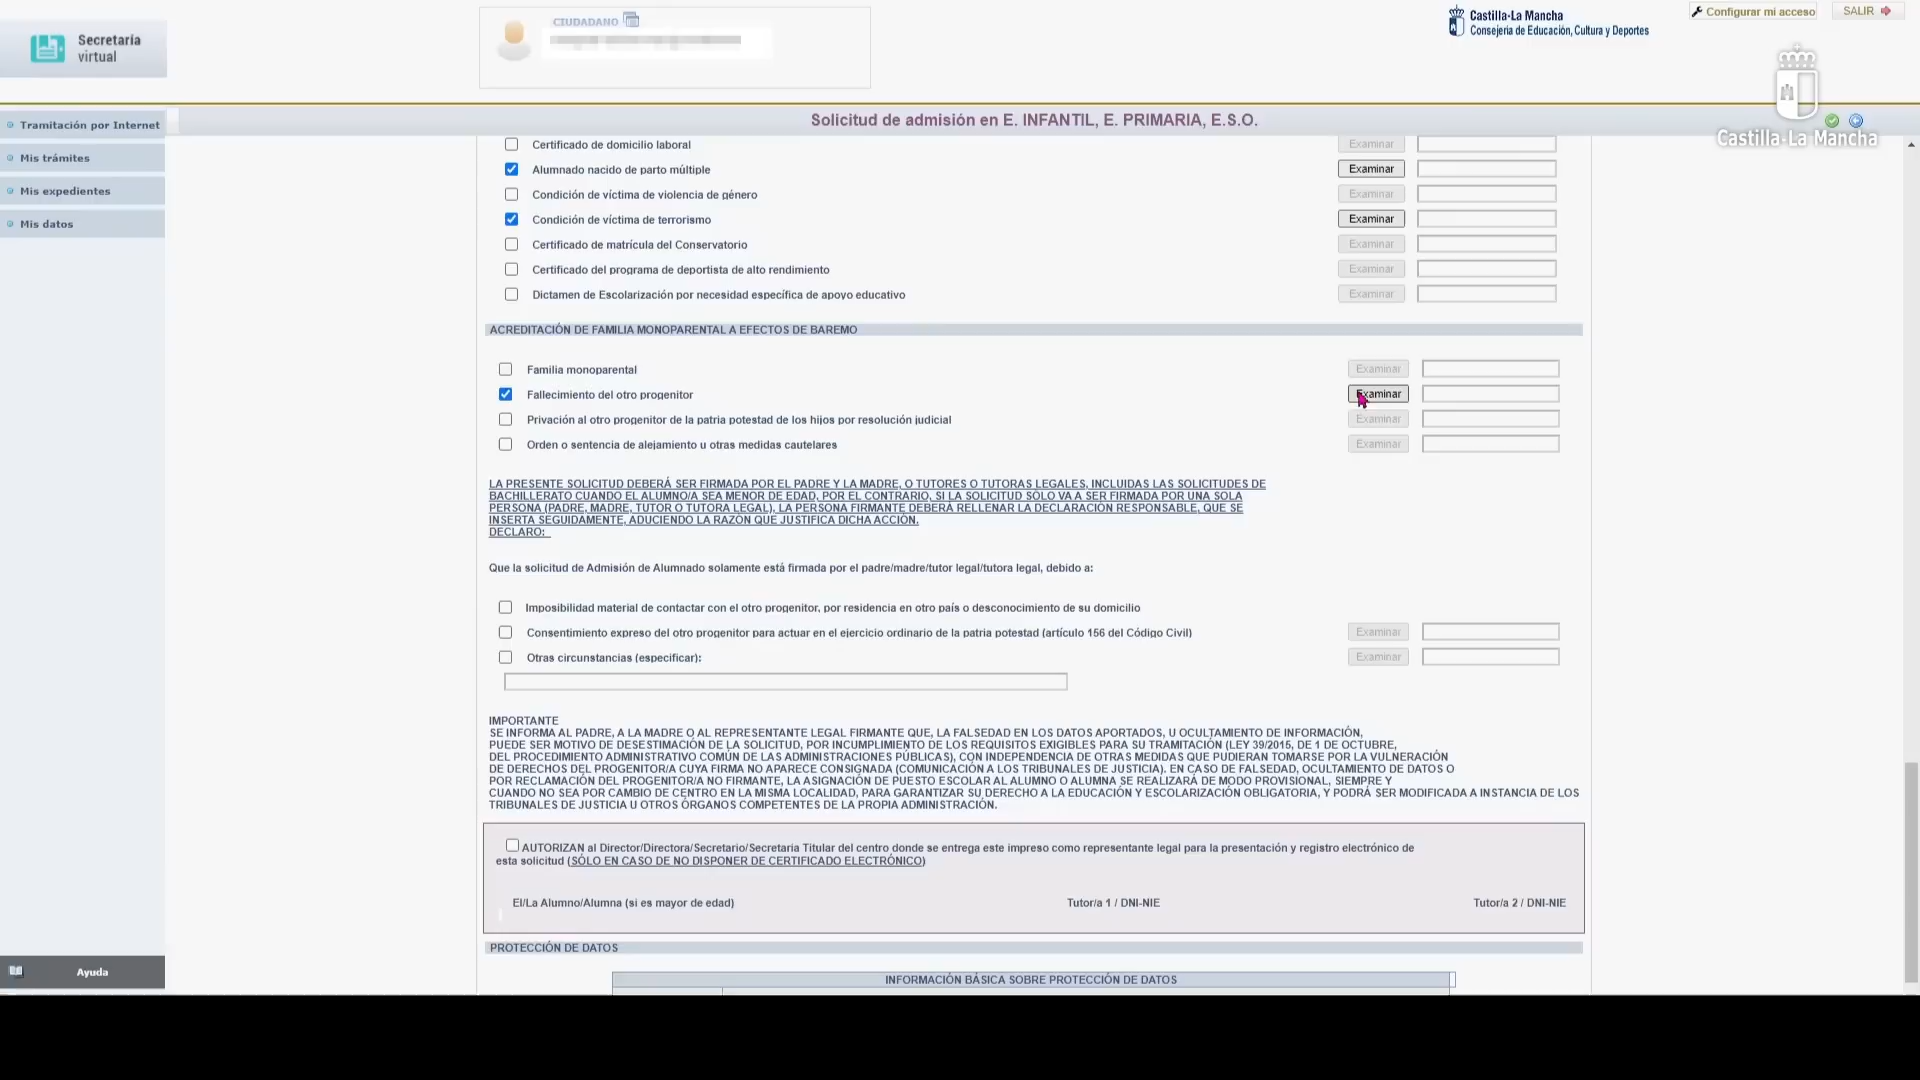 CIUDADANO
Castilla-La Mancha
Consejería de Educación, Cultura y Deportes
Configurar mi acceso
SALIR
Secretaría
virtual
Castilla-La Mancha
Solicitud de admisión en E. INFANTIL, E. PRIMARIA, E.S.O.
Tramitación por Internet
Mis trámites
Mis expedientes
Mis datos
Ayuda
Certificado de domicilio laboral Examinar
Alumnado nacido de parto múltiple Examinar
Condición de víctima de violencia de género Examinar
Condición de víctima de terrorismo Examinar
Certificado de matrícula del Conservatorio Examinar
Certificado del programa de deportista de alto rendimiento Examinar
Dictamen de Escolarización por necesidad específica de apoyo educativo Examinar
ACREDITACIÓN DE FAMILIA MONOPARENTAL A EFECTOS DE BAREMO
Familia monoparental Examinar
Fallecimiento del otro progenitor Examinar
Privación al otro progenitor de la patria potestad de los hijos por resolución judicial Examinar
Orden o sentencia de alejamiento u otras medidas cautelares Examinar
LA PRESENTE SOLICITUD DEBERÁ SER FIRMADA POR EL PADRE Y LA MADRE, O TUTORES O TUTORAS LEGALES, INCLUIDAS LAS SOLICITUDES DE
BACHILLERATO CUANDO EL ALUMNO/A SEA MENOR DE EDAD, POR EL CONTRARIO, SI LA SOLICITUD SÓLO VA A SER FIRMADA POR UNA SOLA
PERSONA (PADRE, MADRE, TUTOR O TUTORA LEGAL), LA PERSONA FIRMANTE DEBERÁ RELLENAR LA DECLARACIÓN RESPONSABLE, QUE SE
INSERTA SEGUIDAMENTE, ADUCIENDO LA RAZÓN QUE JUSTIFICA DICHA ACCIÓN.
DECLARO:
Que la solicitud de Admisión de Alumnado solamente está firmada por el padre/madre/tutor legal/tutora legal, debido a:
Imposibilidad material de contactar con el otro progenitor, por residencia en otro país o desconocimiento de su domicilio
Consentimiento expreso del otro progenitor para actuar en el ejercicio ordinario de la patria potestad (artículo 156 del Código Civil) Examinar
Otras circunstancias (especificar): Examinar
IMPORTANTE
SE INFORMA AL PADRE, A LA MADRE O AL REPRESENTANTE LEGAL FIRMANTE QUE, LA FALSEDAD EN LOS DATOS APORTADOS, U OCULTAMIENTO DE INFORMACIÓN,
PUEDE SER MOTIVO DE DESESTIMACIÓN DE LA SOLICITUD, POR INCUMPLIMIENTO DE LOS REQUISITOS EXIGIBLES PARA SU TRAMITACIÓN (LEY 39/2015, DE 1 DE OCTUBRE,
DEL PROCEDIMIENTO ADMINISTRATIVO COMÚN DE LAS ADMINISTRACIONES PÚBLICAS), CON INDEPENDENCIA DE OTRAS MEDIDAS QUE PUDIERAN TOMARSE POR LA VULNERACIÓN
DE DERECHOS DEL PROGENITOR/A CUYA FIRMA NO APARECE CONSIGNADA (COMUNICACIÓN A LOS TRIBUNALES DE JUSTICIA). EN CASO DE FALSEDAD, OCULTAMIENTO DE DATOS O
POR RECLAMACIÓN DEL PROGENITOR/A NO FIRMANTE, LA ASIGNACIÓN DE PUESTO ESCOLAR AL ALUMNO O ALUMNA SE REALIZARÁ DE MODO PROVISIONAL, SIEMPRE Y
CUANDO NO SEA POR CAMBIO DE CENTRO EN LA MISMA LOCALIDAD, PARA GARANTIZAR SU DERECHO A LA EDUCACIÓN Y ESCOLARIZACIÓN OBLIGATORIA, Y PODRÁ SER MODIFICADA A INSTANCIA DE LOS
TRIBUNALES DE JUSTICIA U OTROS ÓRGANOS COMPETENTES DE LA PROPIA ADMINISTRACIÓN.
AUTORIZAN al Director/Directora/Secretario/Secretaria Titular del centro donde se entrega este impreso como representante legal para la presentación y registro electrónico de
esta solicitud (SÓLO EN CASO DE NO DISPONER DE CERTIFICADO ELECTRÓNICO)
El/La Alumno/Alumna (si es mayor de edad) Tutor/a 1 / DNI-NIE Tutor/a 2 / DNI-NIE
PROTECCIÓN DE DATOS
INFORMACIÓN BÁSICA SOBRE PROTECCIÓN DE DATOS